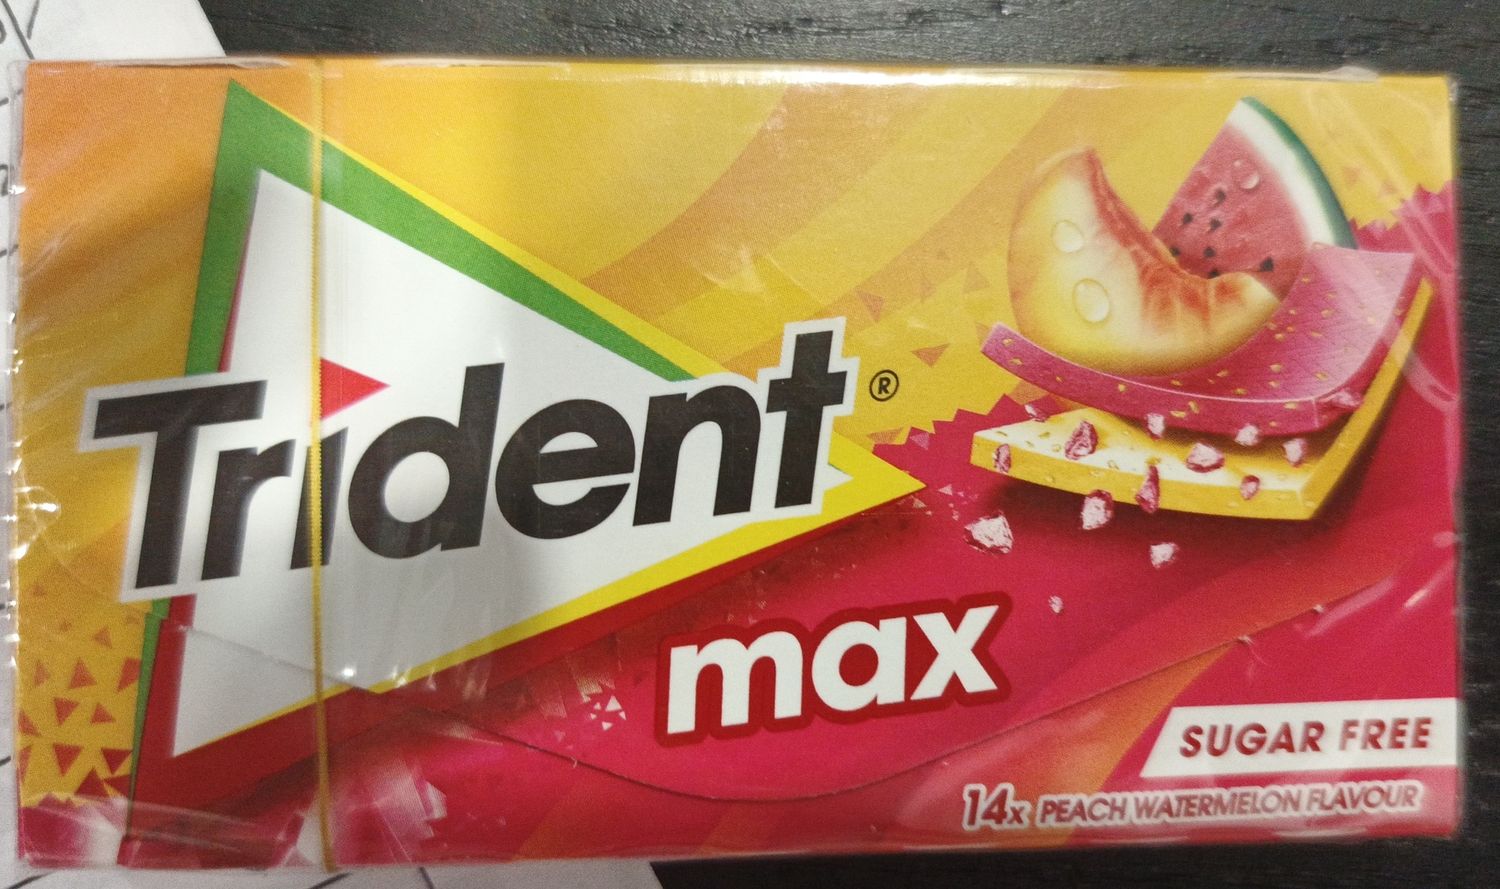 Trident®
max
SUGAR FREE
14x PEACH WATERMELON FLAVOUR